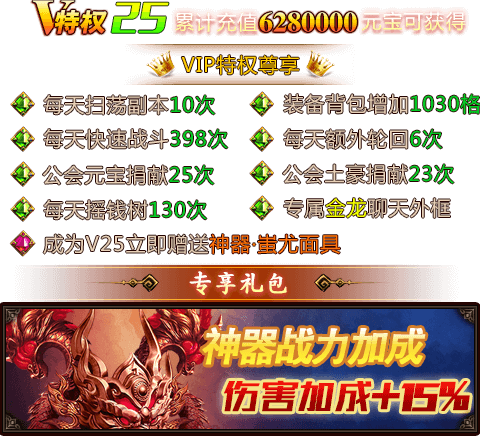 V特权 25 累计充值6280000元宝可获得
VIP特权尊享
每天扫荡副本10次 装备背包增加1030格
每天快速战斗398次 每天额外轮回6次
公会元宝捐献25次 公会土豪捐献23次
每天摇钱树130次 专属金龙聊天外框
成为V25立即赠送神器·蚩尤面具
专享礼包
神器战力加成
伤害加成+15%